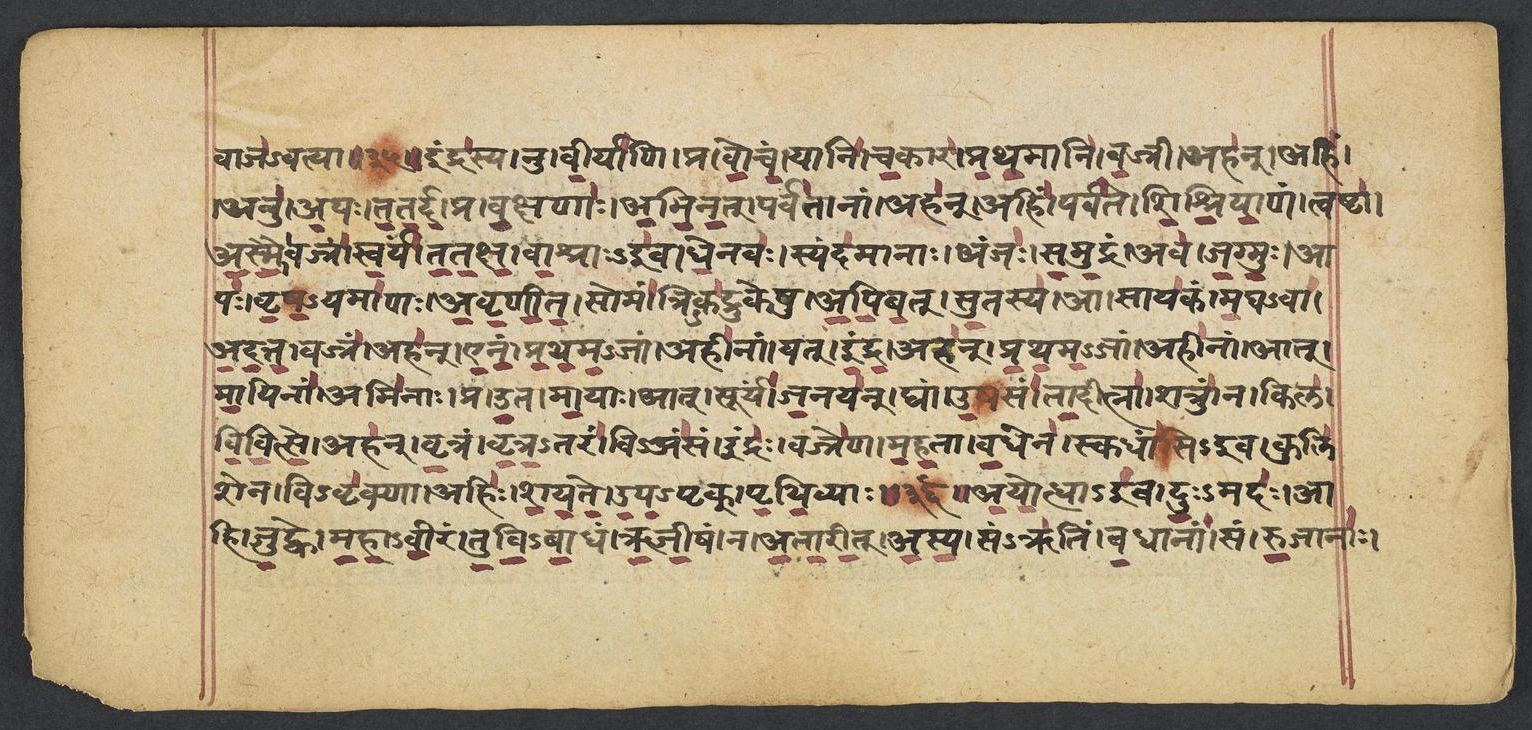 वाजऽवत्या॥३५॥इंद्रस्य।नु।वीर्याणि।प्र।वोचं।यानि।चकार।प्रथमानि।वज्री।अहन्।अहिं।
।अनु।अपः।ततर्द।प्र।वक्षणाः।अभिनत्।पर्वतानां।अहन्।अहिं।पर्वते।शिश्रियाणं।त्वष्टा।
अस्मै।वज्रं।स्वर्यं।ततक्ष।वाश्राःऽइव।धेनवः।स्यंदमानाः।अंजः।समुद्रं।अव।जग्मुः।आ
पः।वृषऽयमाणः।अवृणीत।सोमं।त्रिकद्रुकेषु।अपिबत्।सुतस्य।आ।सायकं।मघऽवा।
अदत्त।वज्रं।अहन्।एनं।प्रथमऽजां।अहीनां।यत्।इंद्र।अहन्।प्रथमऽजां।अहीनां।आत्।
मायिनां।अमिनाः।प्र।उत।मायाः।आत्।सूर्यं।जनयन्।द्यां।उषसं।तादीत्ना।शत्रुं।न।किल।
विवित्से।अहन्।वृत्रं।वृत्रऽतरं।विऽअंसं।इंद्रः।वज्रेण।महता।वधेन।स्कंधांसिऽइव।कुलि
शेन।विऽवृक्णा।अहिः।शयते।उपऽपृक्।पृथिव्याः॥३६॥अयोद्धाऽइव।दुःऽमदः।आ
हि।जुह्वे।महाऽवीरं।तुविऽबाधं।ऋजीषं।न।अतारीत्।अस्य।संऽऋतिं।वधानां।सं।रुजानाः।